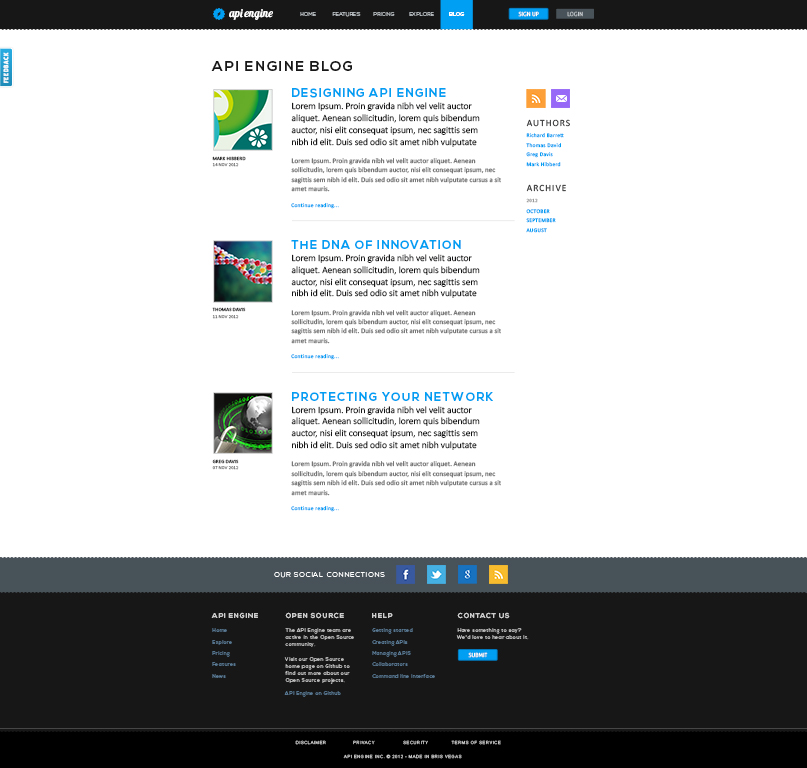 api engine
HOME
FEATURES
PRICING
EXPLORE
BLOG
SIGN UP
LOGIN
FEEDBACK
API ENGINE BLOG
MARK HIBBERD
14 NOV 2012
DESIGNING API ENGINE
Lorem Ipsum. Proin gravida nibh vel velit auctor
aliquet. Aenean sollicitudin, lorem quis bibendum
auctor, nisi elit consequat ipsum, nec sagittis sem
nibh id elit. Duis sed odio sit amet nibh vulputate
Lorem Ipsum. Proin gravida nibh vel velit auctor aliquet. Aenean
sollicitudin, lorem quis bibendum auctor, nisi elit consequat ipsum, nec
sagittis sem nibh id elit. Duis sed odio sit amet nibh vulputate cursus a sit
amet mauris.
Continue reading...
THOMAS DAVIS
11 NOV 2012
THE DNA OF INNOVATION
Lorem Ipsum. Proin gravida nibh vel velit auctor
aliquet. Aenean sollicitudin, lorem quis bibendum
auctor, nisi elit consequat ipsum, nec sagittis sem
nibh id elit. Duis sed odio sit amet nibh vulputate
Lorem Ipsum. Proin gravida nibh vel velit auctor aliquet. Aenean
sollicitudin, lorem quis bibendum auctor, nisi elit consequat ipsum, nec
sagittis sem nibh id elit. Duis sed odio sit amet nibh vulputate cursus a sit
amet mauris.
Continue reading...
GREG DAVIS
07 NOV 2012
PROTECTING YOUR NETWORK
Lorem Ipsum. Proin gravida nibh vel velit auctor
aliquet. Aenean sollicitudin, lorem quis bibendum
auctor, nisi elit consequat ipsum, nec sagittis sem
nibh id elit. Duis sed odio sit amet nibh vulputate
Lorem Ipsum. Proin gravida nibh vel velit auctor aliquet. Aenean
sollicitudin, lorem quis bibendum auctor, nisi elit consequat ipsum, nec
sagittis sem nibh id elit. Duis sed odio sit amet nibh vulputate cursus a sit
amet mauris.
Continue reading...
AUTHORS
Richard Barrett
Thomas David
Greg Davis
Mark Hibberd
ARCHIVE
2012
OCTOBER
SEPTEMBER
AUGUST
OUR SOCIAL CONNECTIONS
API ENGINE
Home
Explore
Pricing
Features
News
OPEN SOURCE
The API Engine team are
active in the Open Source
community.
Visit our Open Source
home page on Github to
find out more about our
Open Source projects.
API Engine on Github
HELP
Getting started
Creating APIs
Managing APIS
Collaborators
Command line interface
CONTACT US
Have something to say?
We'd love to hear about it.
SUBMIT
DISCLAIMER
PRIVACY
SECURITY
TERMS OF SERVICE
API ENGINE INC. © 2012 - MADE IN BRIS VEGAS